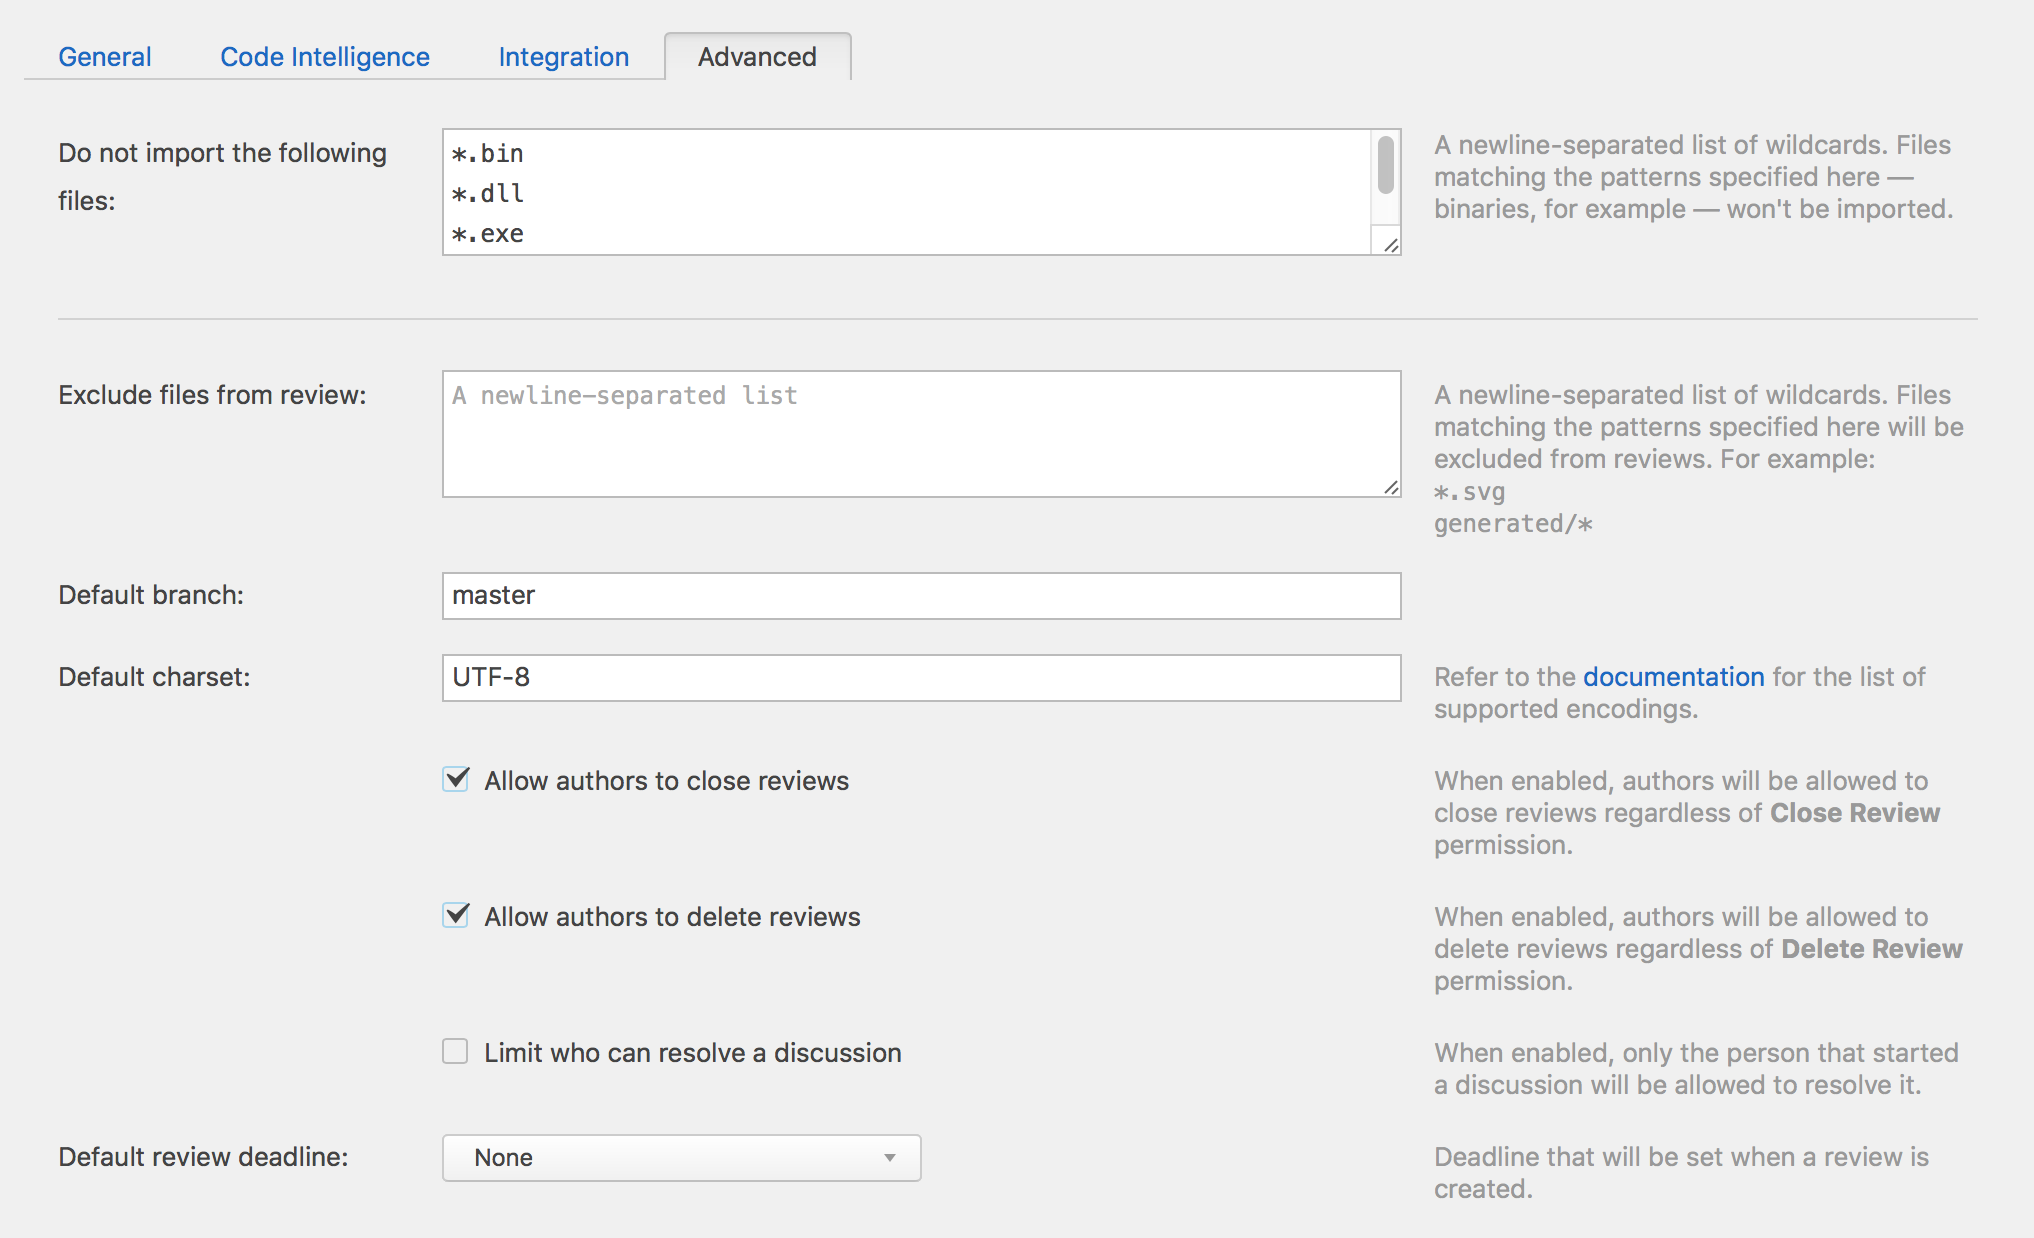 General Code Intelligence Integration Advanced
Do not import the following
files:
*.bin
*.dll
*.exe
A newline-separated list of wildcards. Files
matching the patterns specified here —
binaries, for example — won't be imported.
Exclude files from review:
A newline-separated list
A newline-separated list of wildcards. Files
matching the patterns specified here will be
excluded from reviews. For example:
*.svg
generated/*
Default branch:
master
Default charset:
UTF-8
Refer to the documentation for the list of
supported encodings.
Allow authors to close reviews
When enabled, authors will be allowed to
close reviews regardless of Close Review
permission.
Allow authors to delete reviews
When enabled, authors will be allowed to
delete reviews regardless of Delete Review
permission.
Limit who can resolve a discussion
When enabled, only the person that started
a discussion will be allowed to resolve it.
Default review deadline:
None
Deadline that will be set when a review is
created.